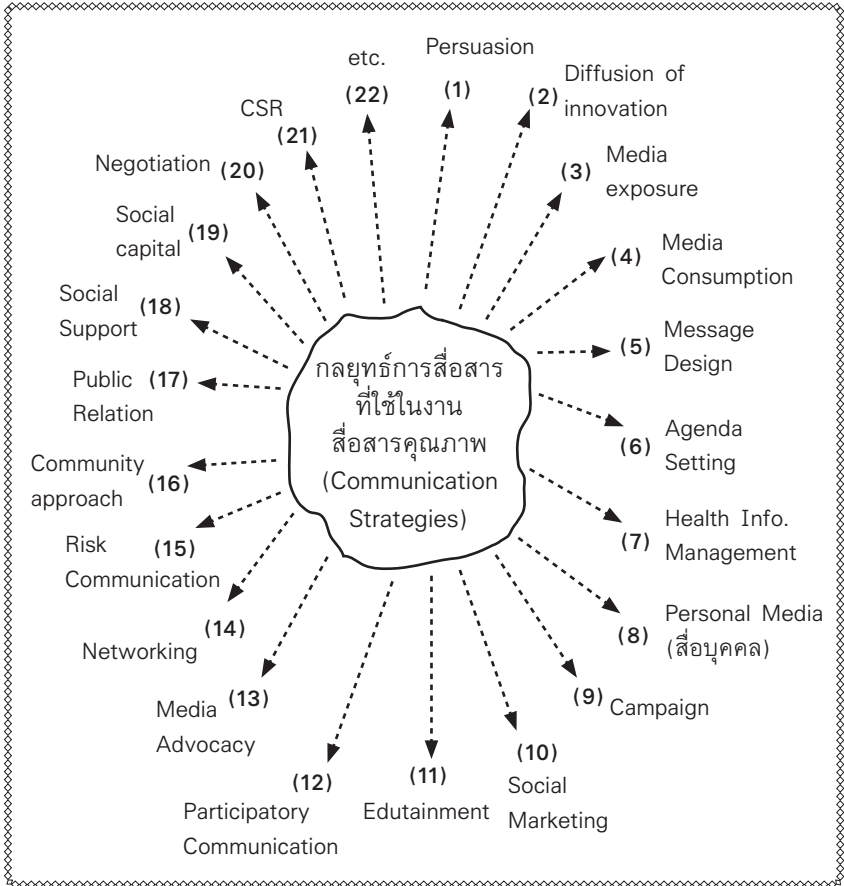 Persuasion
(1)
(2) Diffusion of
innovation
(3) Media
exposure
(4) Media
Consumption
(5) Message
Design
(6) Agenda
Setting
(7) Health Info.
Management
(8) Personal Media
(สื่อบุคคล)
(9) Campaign
(10)
Social
Marketing
(11)
Edutainment
(12)
Participatory
Communication
(13) Media
Advocacy
(14)
Networking
(15) Risk
Communication
(16) Community
approach
(17) Public
Relation
(18) Social
Support
(19) Social
capital
Negotiation (20)
CSR
(21)
etc.
(22)
กลยุทธ์การสื่อสาร
ที่ใช้ในงาน
สื่อสารคุณภาพ
(Communication
Strategies)